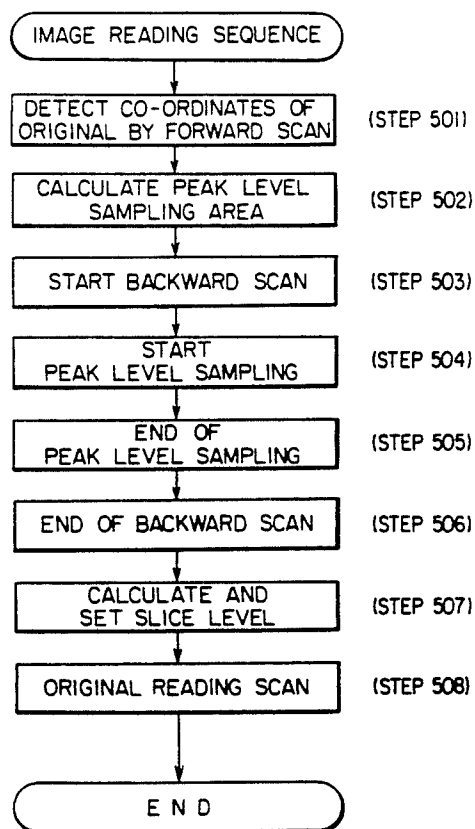 IMAGE READING SEQUENCE
DETECT CO-ORDINATES OF
ORIGINAL BY FORWARD SCAN
(STEP 501)
CALCULATE PEAK LEVEL
SAMPLING AREA
(STEP 502)
START BACKWARD SCAN
(STEP 503)
START
PEAK LEVEL SAMPLING
(STEP 504)
END OF
PEAK LEVEL SAMPLING
(STEP 505)
END OF BACKWARD SCAN
(STEP 506)
CALCULATE AND
SET SLICE LEVEL
(STEP 507)
ORIGINAL READING SCAN
(STEP 508)
END